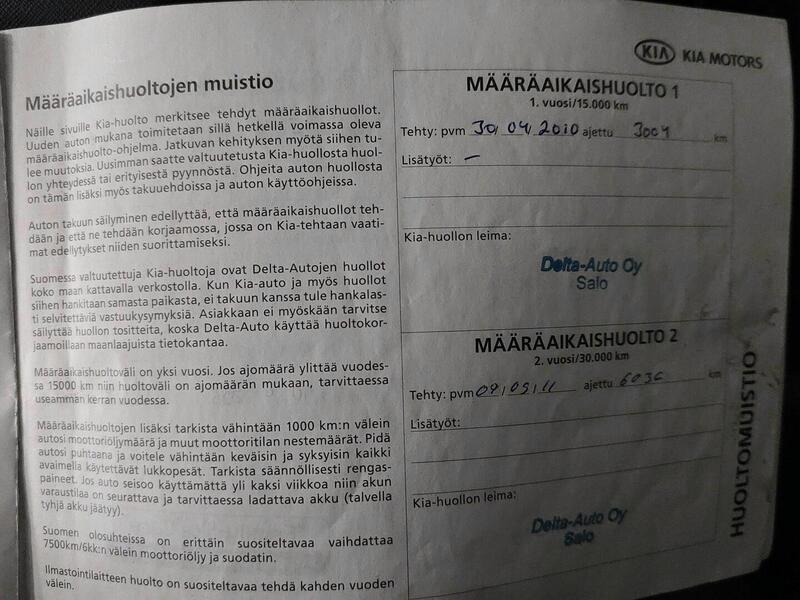 KIA KIA MOTORS
Määräaikaishuoltojen muistio
Näille sivuille Kia-huolto merkitsee tehdyt määräaikaishuollot.
Uuden auton mukana toimitetaan sillä hetkellä voimassa oleva
määräaikaishuolto-ohjelma. Jatkuvan kehityksen myötä siihen tu-
lee muutoksia. Uusimman saatte valtuutetusta Kia-huollosta huol-
lon yhteydessä tai erityisestä pyynnöstä. Ohjeita auton huollosta
on tämän lisäksi myös takuuehdoissa ja auton käyttöohjeissa.
Auton takuun säilyminen edellyttää, että määräaikaishuollot teh-
dään ja että ne tehdään korjaamossa, jossa on Kia-tehtaan vaati-
mat edellytykset niiden suorittamiseksi.
Suomessa valtuutettuja Kia-huoltoja ovat Delta-Autojen huollot
koko maan kattavalla verkostolla. Kun Kia-auto ja myös huollot
siihen hankitaan samasta paikasta, ei takuun kanssa tule hankalas-
ti selvitettäviä vastuukysymyksiä. Asiakkaan ei myöskään tarvitse
säilyttää huollon tositteita, koska Delta-Auto käyttää huoltokor-
jaamoillaan maanlaajuista tietokantaa.
Määräaikaishuoltoväli on yksi vuosi. Jos ajomäärä ylittää vuodes-
sa 15000 km niin huoltoväli on ajomäärän mukaan, tarvittaessa
useamman kerran vuodessa.
Määräaikaishuoltojen lisäksi tarkista vähintään 1000 km:n välein
autosi moottoriöljymäärä ja muut moottoritilan nestemäärät. Pidä
autosi puhtaana ja voitele vähintään keväisin ja syksyisin kaikki
avaimella käytettävät lukkopesät. Tarkista säännöllisesti rengas-
paineet. Jos auto seisoo käyttämättä yli kaksi viikkoa niin akun
varaustilaa on seurattava ja tarvittaessa ladattava akku (talvella
tyhjä akku jäätyy).
Suomen olosuhteissa on erittäin suositeltavaa vaihdattaa
7500km/6kk:n välein moottoriöljy ja suodatin.
Ilmastointilaitteen huolto on suositeltavaa tehdä kahden vuoden
välein.
MÄÄRÄAIKAISHUOLTO 1
1. vuosi/15.000 km
Tehty: pvm 30, 04, 2010 ajettu 3009 km
Lisätyöt: –
Kia-huollon leima:
Delta-Auto Oy
Salo
MÄÄRÄAIKAISHUOLTO 2
2. vuosi/30.000 km
Tehty: pvm ajettu 6036 km
Lisätyöt:
Kia-huollon leima:
Delta-Auto Oy
Salo
HUOLTOMUISTIO